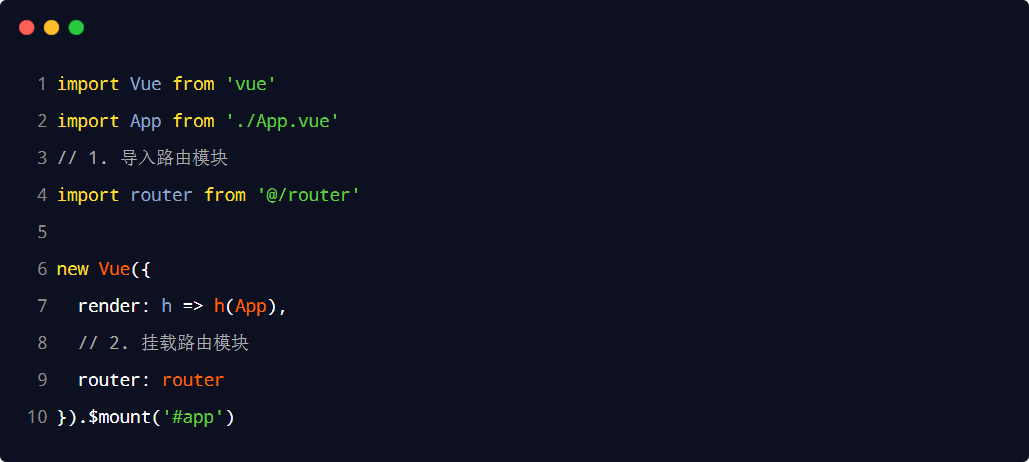 1 import Vue from 'vue'
2 import App from './App.vue'
3 // 1. 导入路由模块
4 import router from '@/router'
5
6 new Vue({
7   render: h => h(App),
8   // 2. 挂载路由模块
9   router: router
10 }).$mount('#app')